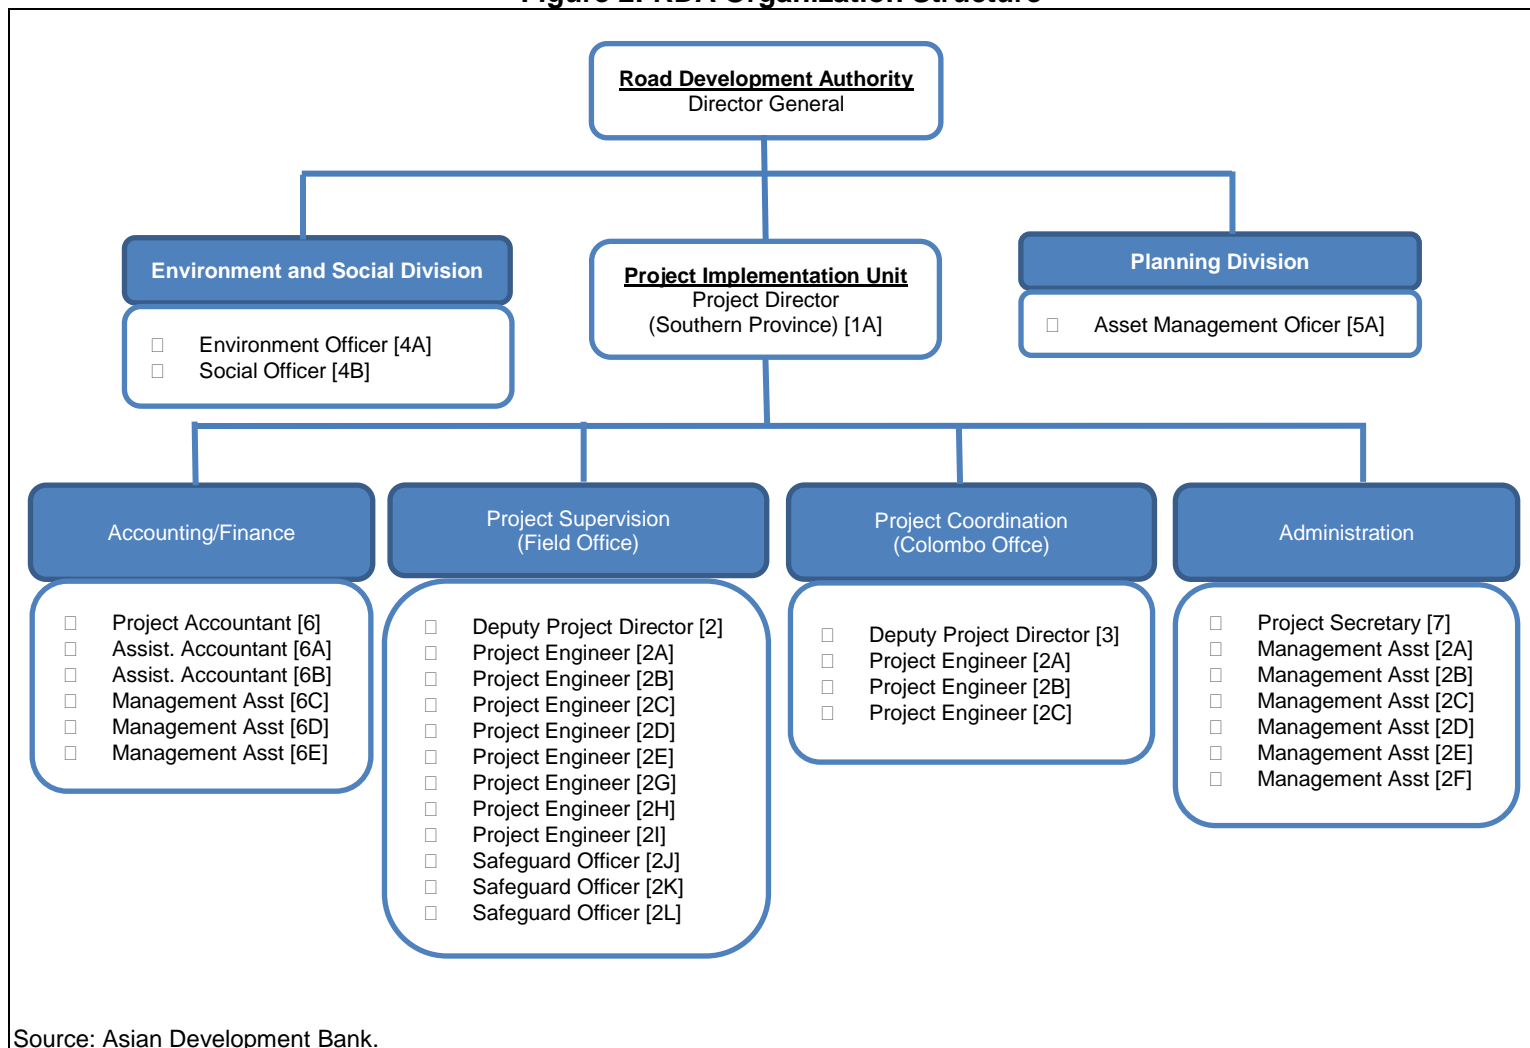 Figure 2: RDA Organization Structure
Road Development Authority
Director General
Environment and Social Division
Environment Officer [4A]
Social Officer [4B]
Project Implementation Unit
Project Director
(Southern Province) [1A]
Planning Division
Asset Management Oficer [5A]
Accounting/Finance
Project Accountant [6]
Assist. Accountant [6A]
Assist. Accountant [6B]
Management Asst [6C]
Management Asst [6D]
Management Asst [6E]
Project Supervision
(Field Office)
Deputy Project Director [2]
Project Engineer [2A]
Project Engineer [2B]
Project Engineer [2C]
Project Engineer [2D]
Project Engineer [2E]
Project Engineer [2G]
Project Engineer [2H]
Project Engineer [2I]
Safeguard Officer [2J]
Safeguard Officer [2K]
Safeguard Officer [2L]
Project Coordination
(Colombo Offce)
Deputy Project Director [3]
Project Engineer [2A]
Project Engineer [2B]
Project Engineer [2C]
Administration
Project Secretary [7]
Management Asst [2A]
Management Asst [2B]
Management Asst [2C]
Management Asst [2D]
Management Asst [2E]
Management Asst [2F]
Source: Asian Development Bank.